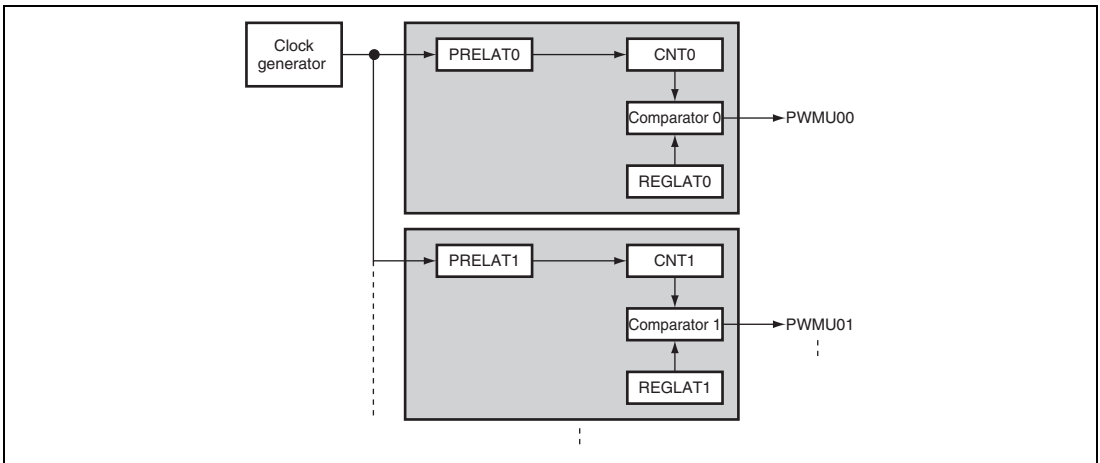 Clock
generator
PRELAT0
CNT0
Comparator 0
PWMU00
REGLAT0
PRELAT1
CNT1
Comparator 1
PWMU01
REGLAT1